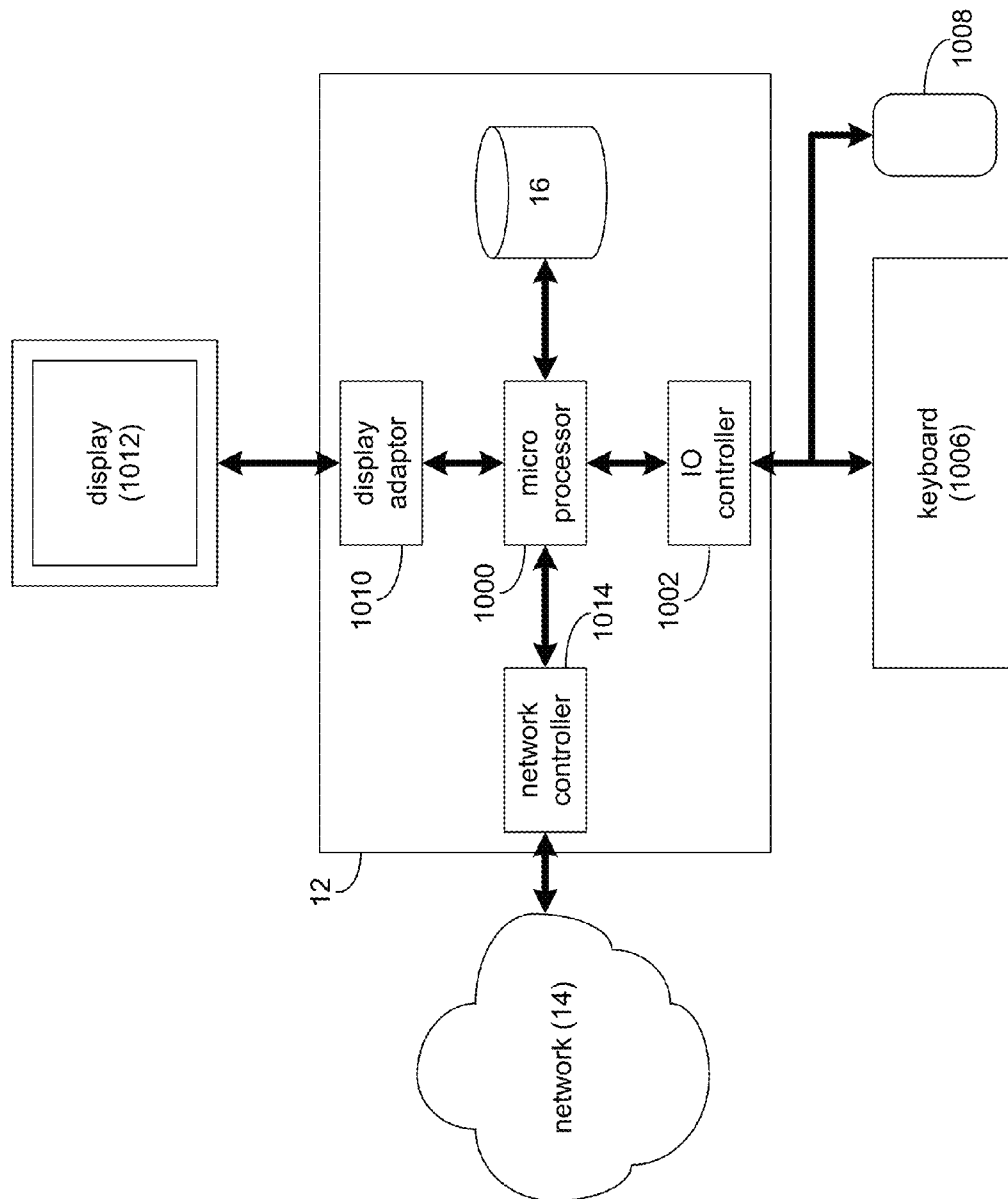 display
(1012)
1010
display
adaptor
1000
micro
processor
16
1014
network
controller
12
network (14)
1002
IO
controller
keyboard
(1006)
1008